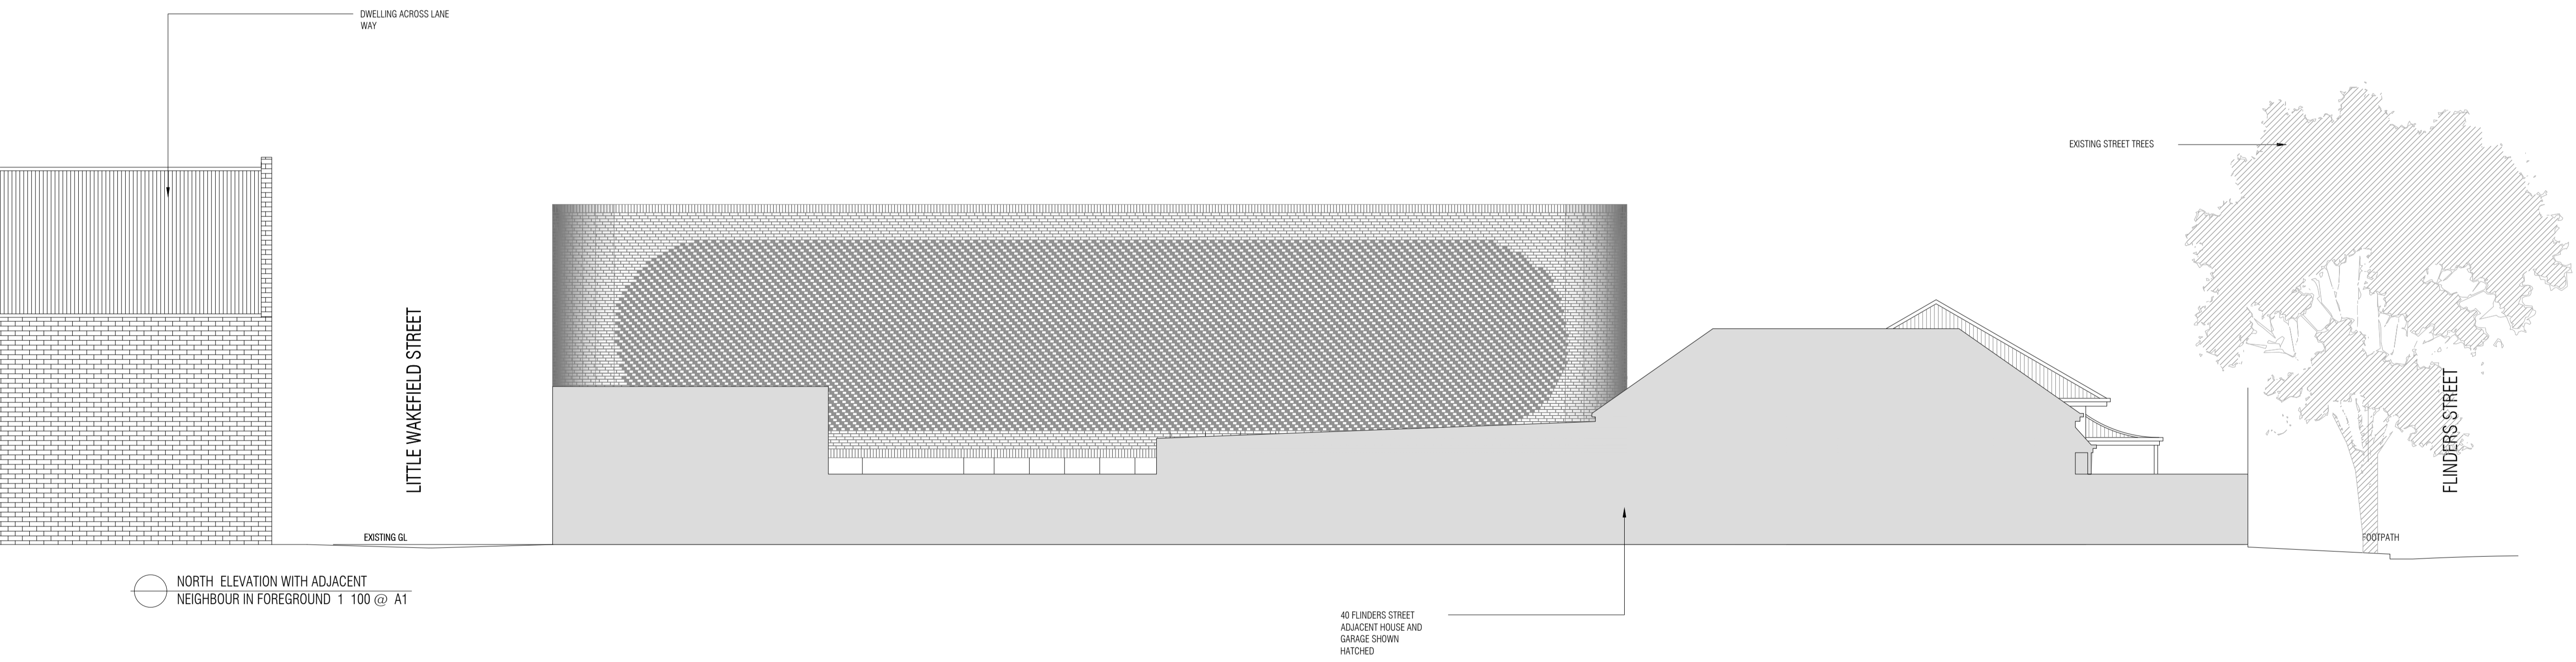 DWELLING ACROSS LANE
WAY
EXISTING STREET TREES
LITTLE WAKEFIELD STREET
FLINDERS STREET
EXISTING GL
FOOTPATH
NORTH ELEVATION WITH ADJACENT
NEIGHBOUR IN FOREGROUND 1 100 @ A1
40 FLINDERS STREET
ADJACENT HOUSE AND
GARAGE SHOWN
HATCHED